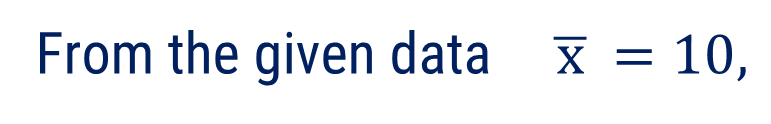 From the given data x̅ = 10,